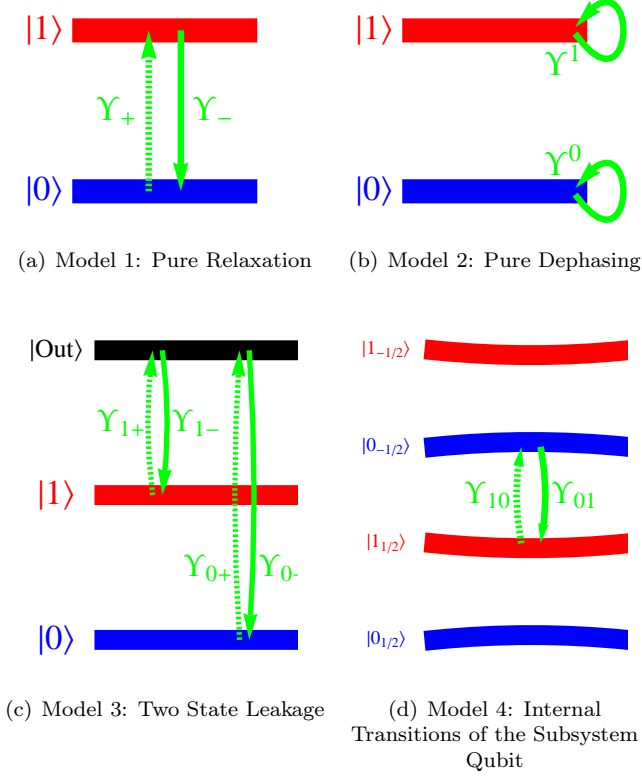 |1⟩
ϒ₊ ϒ₋
|0⟩
(a) Model 1: Pure Relaxation
|1⟩
ϒ¹
ϒ⁰
|0⟩
(b) Model 2: Pure Dephasing
|Out⟩
ϒ₁₊ ϒ₁₋
|1⟩
ϒ₀₊ ϒ₀₋
|0⟩
(c) Model 3: Two State Leakage
|1₋₁/₂⟩
|0₋₁/₂⟩
ϒ₁₀ ϒ₀₁
|1₁/₂⟩
|0₁/₂⟩
(d) Model 4: Internal
Transitions of the Subsystem
Qubit